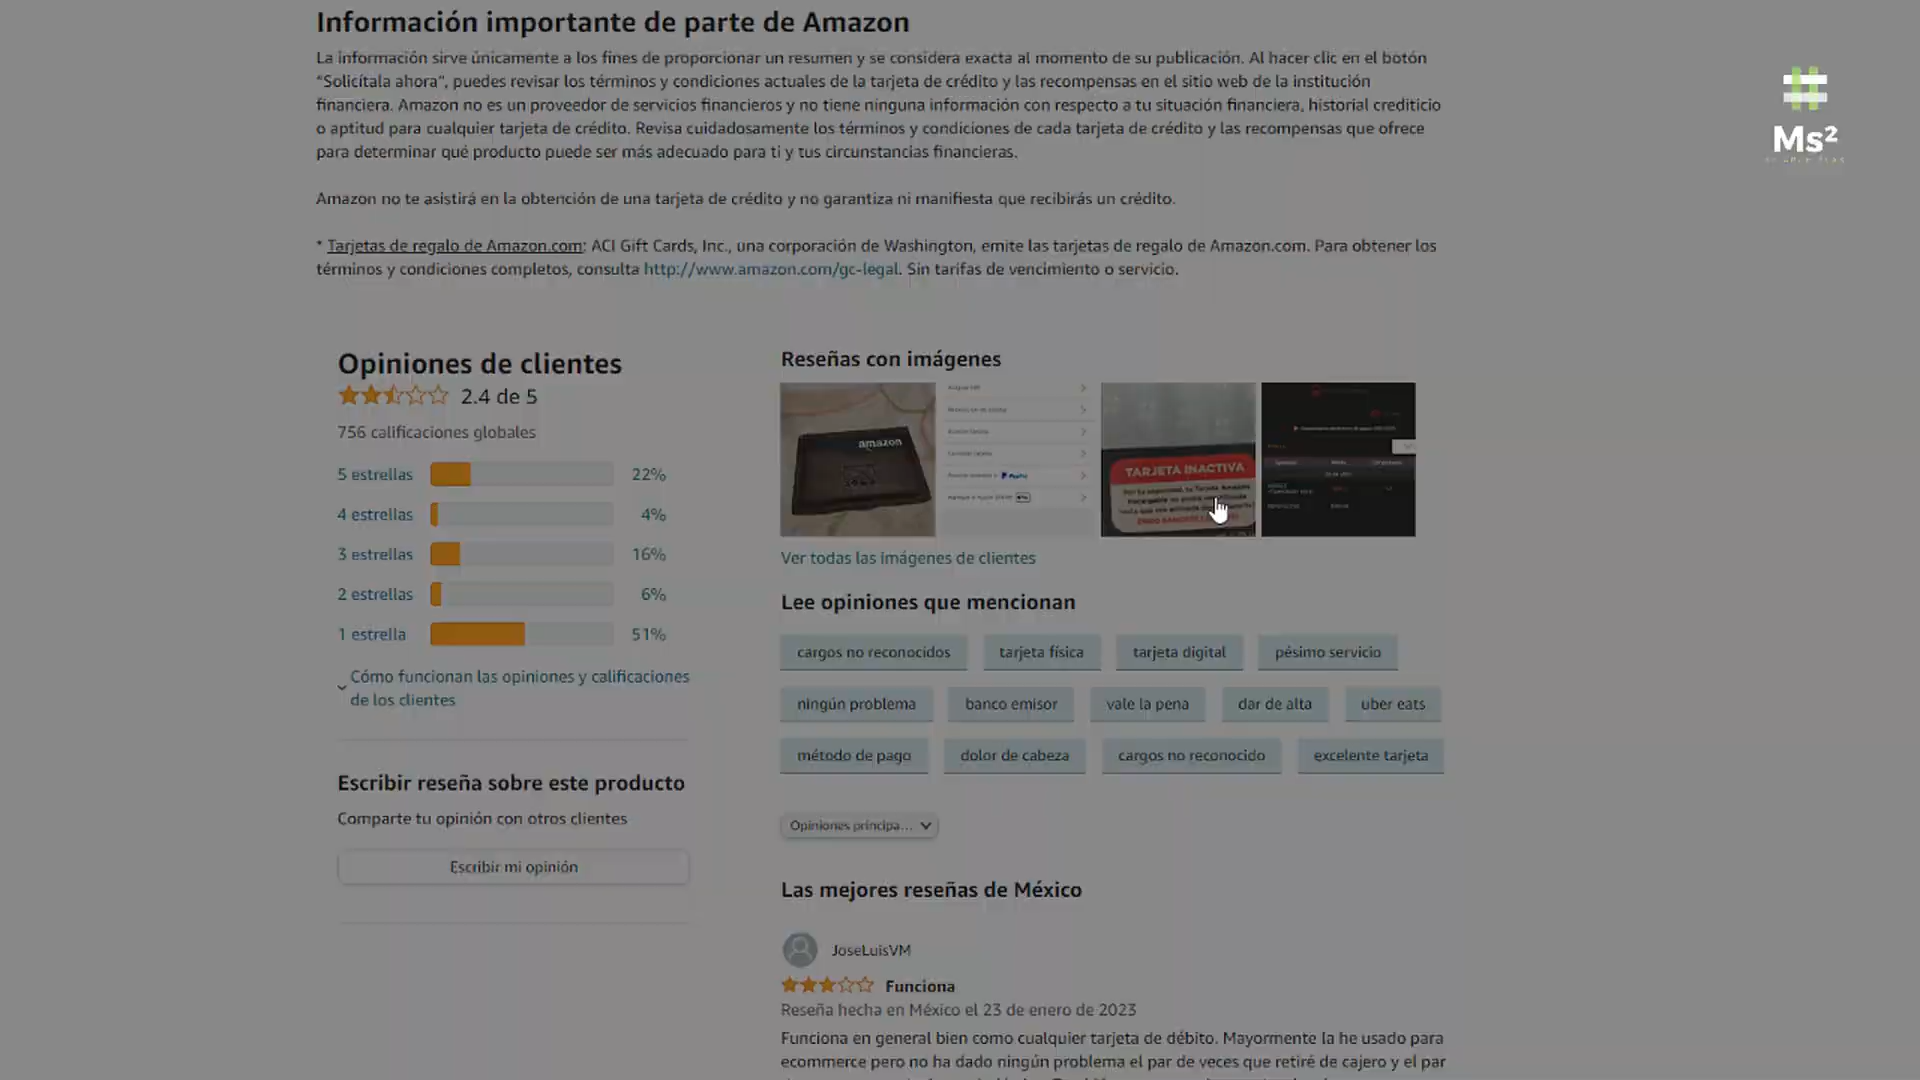 Información importante de parte de Amazon
La información sirve únicamente a los fines de proporcionar un resumen y se considera exacta al momento de su publicación. Al hacer clic en el botón
“Solicítala ahora”, puedes revisar los términos y condiciones actuales de la tarjeta de crédito y las recompensas en el sitio web de la institución
financiera. Amazon no es un proveedor de servicios financieros y no tiene ninguna información con respecto a tu situación financiera, historial crediticio
o aptitud para cualquier tarjeta de crédito. Revisa cuidadosamente los términos y condiciones de cada tarjeta de crédito y las recompensas que ofrece
para determinar qué producto puede ser más adecuado para ti y tus circunstancias financieras.
Ms²
Amazon no te asistirá en la obtención de una tarjeta de crédito y no garantiza ni manifiesta que recibirás un crédito.
* Tarjetas de regalo de Amazon.com: ACI Gift Cards, Inc., una corporación de Washington, emite las tarjetas de regalo de Amazon.com. Para obtener los
términos y condiciones completos, consulta http://www.amazon.com/gc-legal. Sin tarifas de vencimiento o servicio.
Opiniones de clientes
2.4 de 5
756 calificaciones globales
5 estrellas 22%
4 estrellas 4%
3 estrellas 16%
2 estrellas 6%
1 estrella 51%
Cómo funcionan las opiniones y calificaciones
de los clientes
Escribir reseña sobre este producto
Comparte tu opinión con otros clientes
Escribir mi opinión
Reseñas con imágenes
amazon
PayPal
TARJETA INACTIVA
Ver todas las imágenes de clientes
Lee opiniones que mencionan
cargos no reconocidos
tarjeta física
tarjeta digital
pésimo servicio
ningún problema
banco emisor
vale la pena
dar de alta
uber eats
método de pago
dolor de cabeza
cargos no reconocido
excelente tarjeta
Opiniones principa...
Las mejores reseñas de México
JoseLuisVM
Funciona
Reseña hecha en México el 23 de enero de 2023
Funciona en general bien como cualquier tarjeta de débito. Mayormente la he usado para
ecommerce pero no ha dado ningún problema el par de veces que retiré de cajero y el par